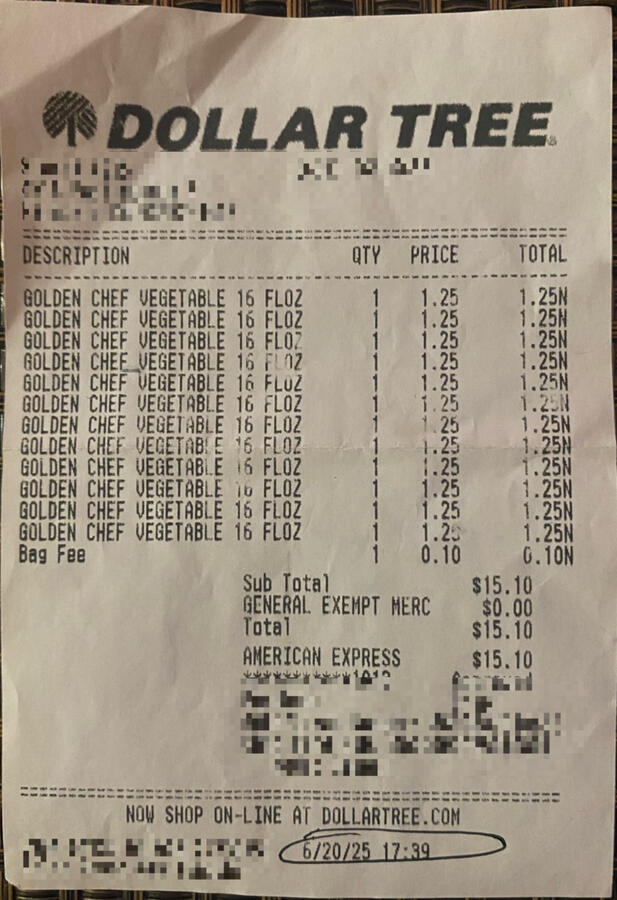 DOLLAR TREE
DESCRIPTION QTY PRICE TOTAL
GOLDEN CHEF VEGETABLE 16 FLOZ 1 1.25 1.25N
GOLDEN CHEF VEGETABLE 16 FLOZ 1 1.25 1.25N
GOLDEN CHEF VEGETABLE 16 FLOZ 1 1.25 1.25N
GOLDEN CHEF VEGETABLE 16 FLOZ 1 1.25 1.25N
GOLDEN CHEF VEGETABLE 16 FLOZ 1 1.25 1.25N
GOLDEN CHEF VEGETABLE 16 FLOZ 1 1.25 1.25N
GOLDEN CHEF VEGETABLE 16 FLOZ 1 1.25 1.25N
GOLDEN CHEF VEGETABLE 16 FLOZ 1 1.25 1.25N
GOLDEN CHEF VEGETABLE 16 FLOZ 1 1.25 1.25N
GOLDEN CHEF VEGETABLE 16 FLOZ 1 1.25 1.25N
GOLDEN CHEF VEGETABLE 16 FLOZ 1 1.25 1.25N
GOLDEN CHEF VEGETABLE 16 FLOZ 1 1.25 1.25N
Bag Fee 1 0.10 0.10N
Sub Total $15.10
GENERAL EXEMPT MERC $0.00
Total $15.10
AMERICAN EXPRESS $15.10
NOW SHOP ON-LINE AT DOLLARTREE.COM
6/20/25 17:39